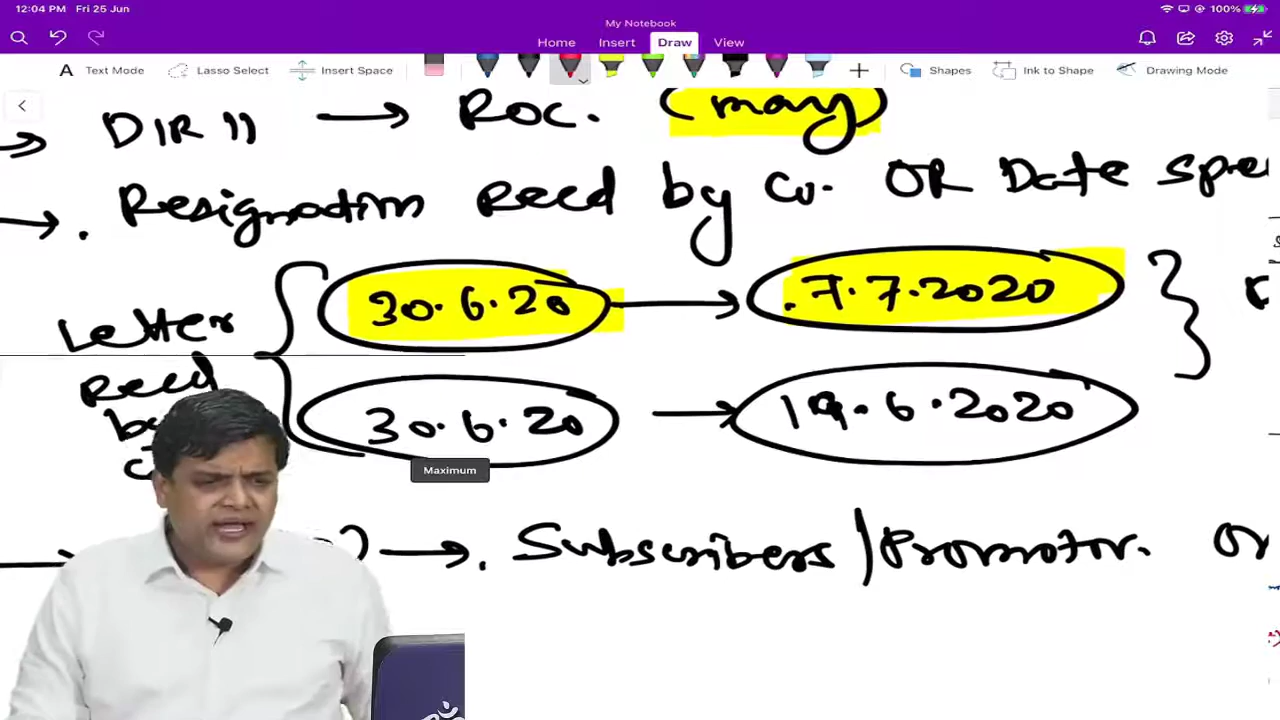 12:04 PM Fri 25 Jun
100%
My Notebook
Home Insert Draw View
Text Mode Lasso Select Insert Space Shapes Ink to Shape Drawing Mode
→ DIR 11 → ROC. (may)
→ . Resignation Recd by Co. OR Date spe
30.6.20 → .7.7.2020
Letter
Recd
30.6.20 → 19.6.2020
Maximum
→ . Subscribers/Promotor. Or